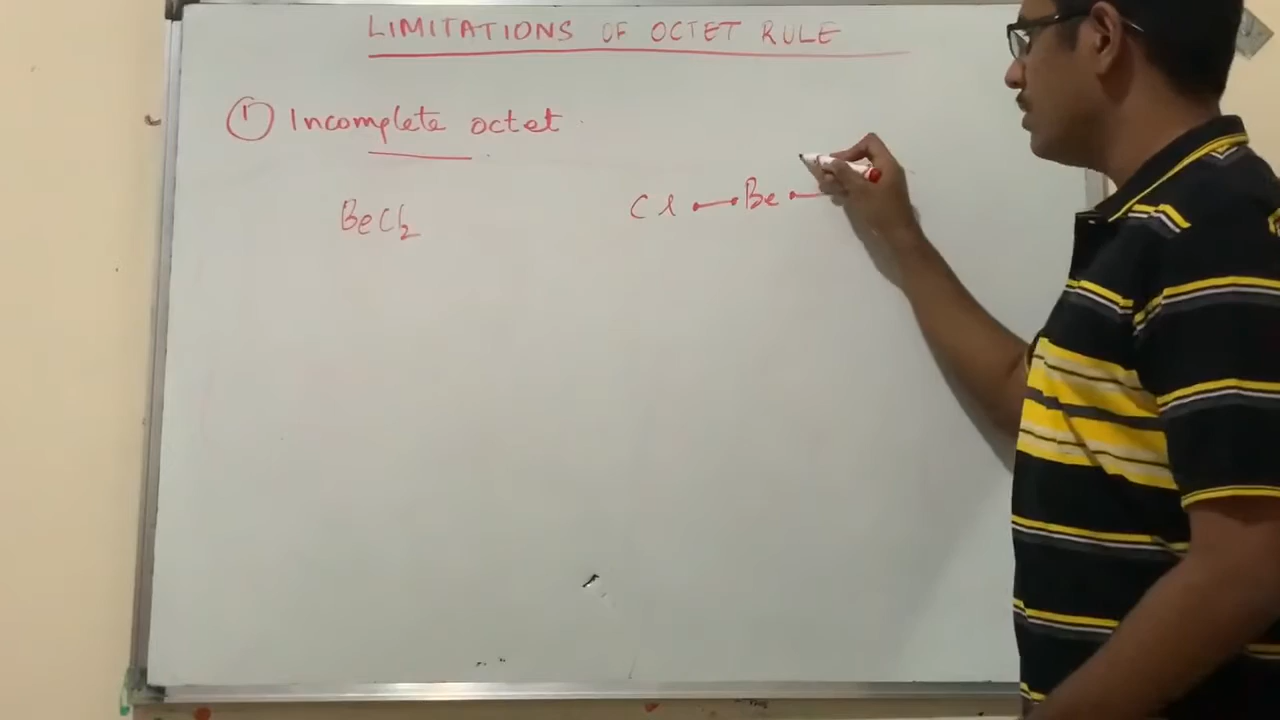 LIMITATIONS OF OCTET RULE
① Incomplete octet
BeCl₂ Cl — Be —